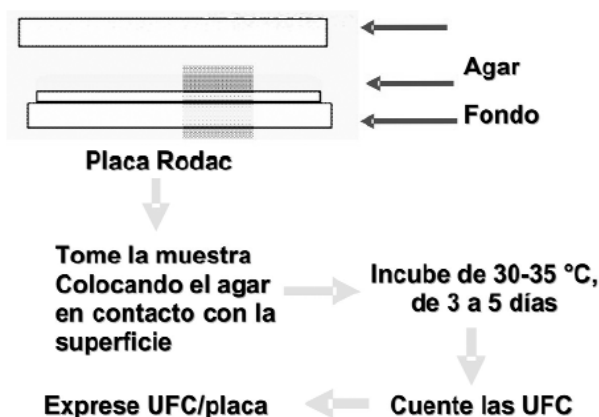 Agar
Fondo
Placa Rodac
Tome la muestra
Colocando el agar
en contacto con la
superficie
Incube de 30-35 °C,
de 3 a 5 días
Cuente las UFC
Exprese UFC/placa